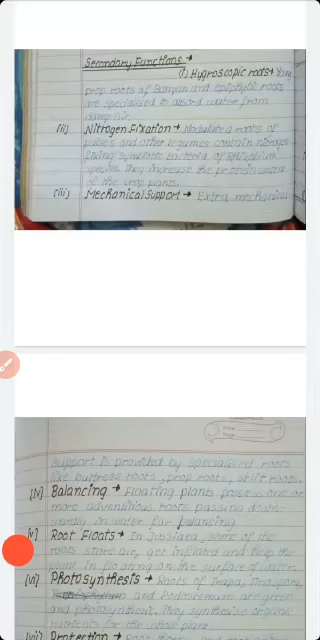 Secondary Functions →
(i) Hygroscopic roots → Young
prop roots of Banyan and epiphytic roots
are specialised to absorb water from
damp air.
(ii) Nitrogen Fixation → Nodulated roots of
pulses and other legumes contain nitrogen
fixing symbiotic bacteria of Rhizobium
species. They increase the protein
of the crop plants.
(iii) Mechanical Support → Extra mechanical
support is provided by specialised roots
like buttress roots, prop roots, stilt roots.
(iv) Balancing → Floating plants possess one or
more adventitious roots passing down-
wardly in water for balancing.
(v) Root Floats → In Jussiaea, some of the
roots store air, get inflated and help the
plant in floating on the surface of water.
(vi) Photosynthesis → Roots of Trapa, Tinospora,
and Podostemum are green
and photosynthetic. They synthesise organic
nutrients for the whole plant.
(vii) Protection →